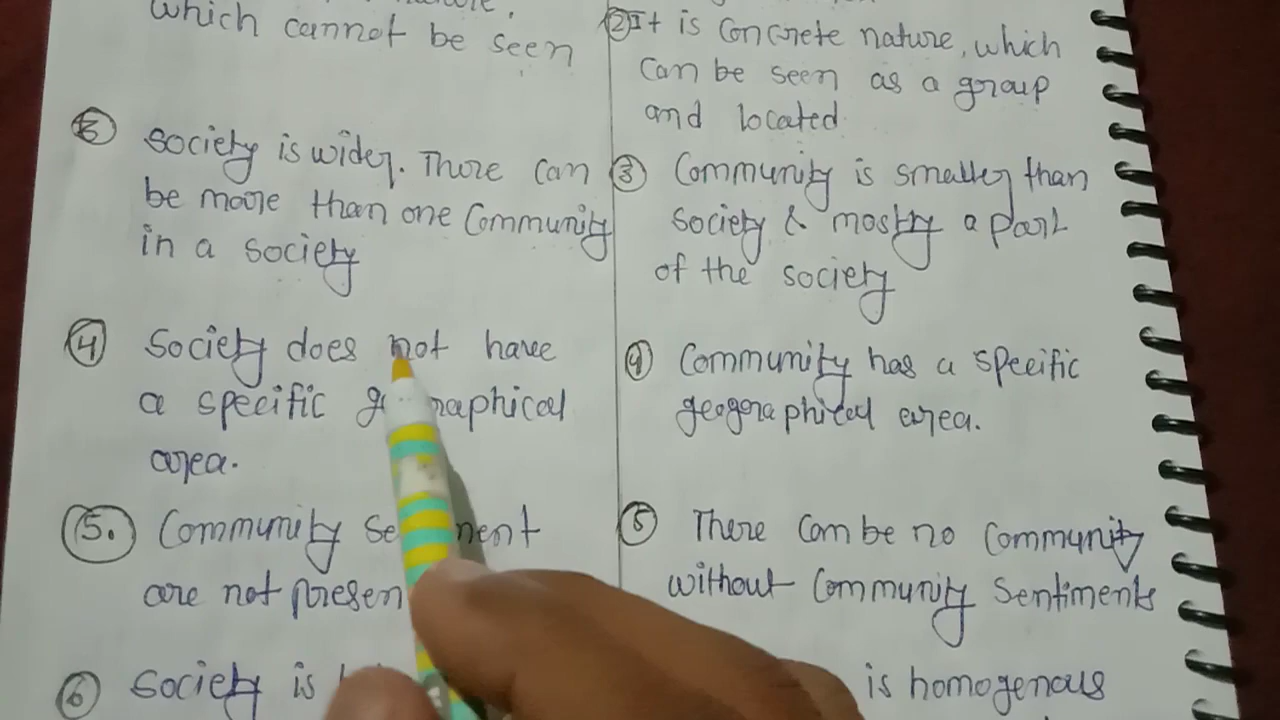 which cannot be seen
③ Society is wider. There can
be more than one Community
in a society
④ Society does not have
a specific geographical
area.
⑤. Community
are not
⑥ Society is
② It is Concrete nature, which
Can be seen as a group
and located
③ Community is smaller than
society & mostly a part
of the society
④ Community has a specific
geographical area.
⑤ There can be no Community
without Community Sentiments
is homogenous